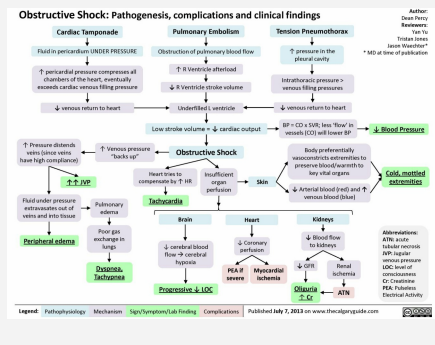 Obstructive Shock: Pathogenesis, complications and clinical findings
Author:
Dean Percy
Reviewers:
Yan Yu
Tristan Jones
Jason Waechter*
* MD at time of publication
Cardiac Tamponade
Pulmonary Embolism
Tension Pneumothorax
Fluid in pericardium UNDER PRESSURE
Obstruction of pulmonary blood flow
↑ pressure in the
pleural cavity
↑ pericardial pressure compresses all
chambers of the heart, eventually
exceeds cardiac venous filling pressure
↑ R Ventricle afterload
↓ R Ventricle stroke volume
Intrathoracic pressure >
venous filling pressures
↓ venous return to heart
Underfilled L ventricle
↓ venous return to heart
Low stroke volume = ↓ cardiac output
BP = CO x SVR; less 'flow' in
vessels (CO) will lower BP
↓ Blood Pressure
↑ Pressure distends
veins (since veins
have high compliance)
↑ Venous pressure
"backs up"
Obstructive Shock
↑↑ JVP
Heart tries to
compensate by ↑ HR
Tachycardia
Insufficient
organ
perfusion
Skin
Body preferentially
vasoconstricts extremities to
preserve blood/warmth to
key vital organs
↓ Arterial blood (red) and ↑
venous blood (blue)
Cold, mottled
extremities
Fluid under pressure
extravasates out of
veins and into tissue
Peripheral edema
Pulmonary
edema
Poor gas
exchange in
lungs
Dyspnea,
Tachypnea
Brain
Heart
Kidneys
↓ cerebral blood
flow → cerebral
hypoxia
Progressive ↓ LOC
↓ Coronary
perfusion
PEA if
severe
Myocardial
ischemia
↓ Blood flow
to kidneys
↓ GFR
Renal
ischemia
Oliguria
↑ Cr
ATN
Abbreviations:
ATN: acute
tubular necrosis
JVP: Jugular
venous pressure
LOC: level of
consciousness
Cr: Creatinine
PEA: Pulseless
Electrical Activity
Legend: Pathophysiology Mechanism Sign/Symptom/Lab Finding Complications Published July 7, 2013 on www.thecalgaryguide.com